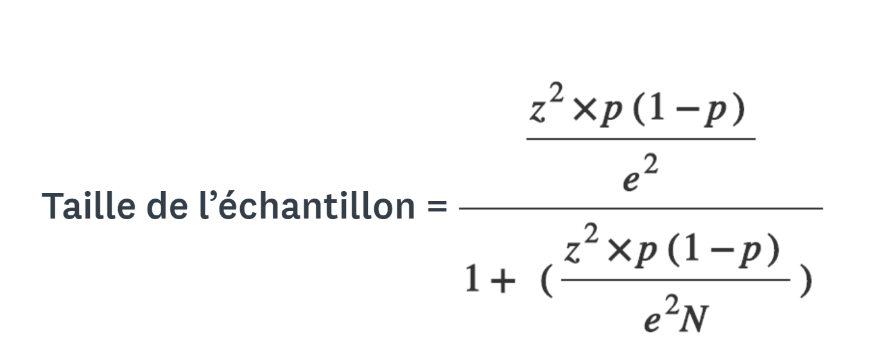 z² × p (1 – p)
e²
Taille de l’échantillon =
z² × p (1 – p)
1 + ( )
e²N